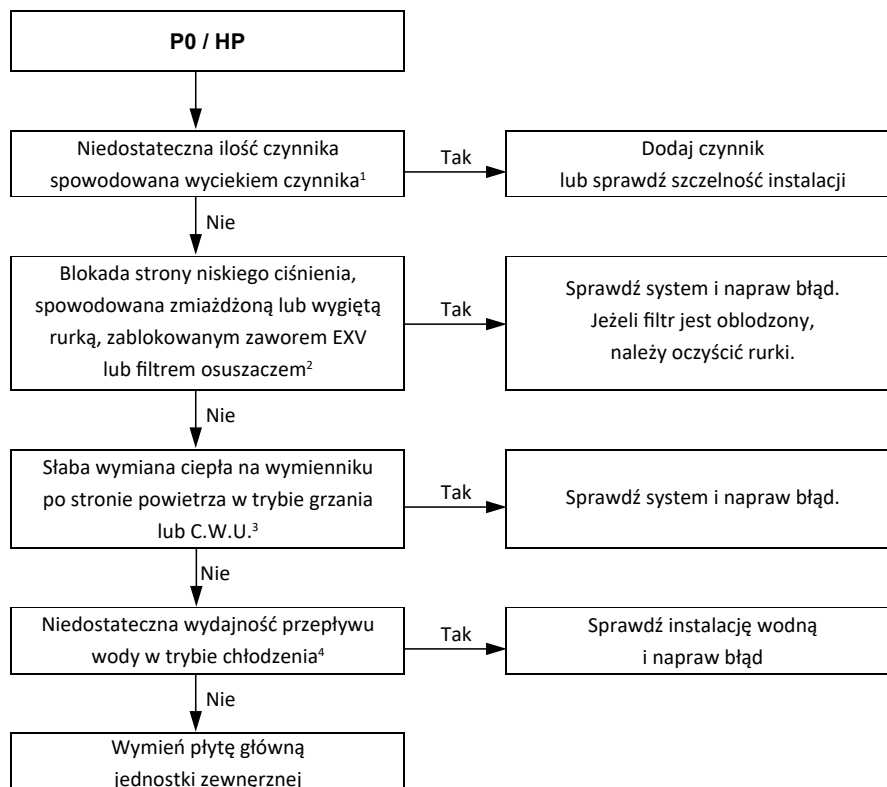 P0 / HP
Niedostateczna ilość czynnika
spowodowana wyciekiem czynnika¹
Tak
Dodaj czynnik
lub sprawdź szczelność instalacji
Nie
Blokada strony niskiego ciśnienia,
spowodowana zmiażdżoną lub wygiętą
rurką, zablokowanym zaworem EXV
lub filtrem osuszaczem²
Tak
Sprawdź system i napraw błąd.
Jeżeli filtr jest oblodzony,
należy oczyścić rurki.
Nie
Słaba wymiana ciepła na wymienniku
po stronie powietrza w trybie grzania
lub C.W.U.³
Tak
Sprawdź system i napraw błąd.
Nie
Niedostateczna wydajność przepływu
wody w trybie chłodzenia⁴
Tak
Sprawdź instalację wodną
i napraw błąd
Nie
Wymień płytę główną
jednostki zewnęrznej